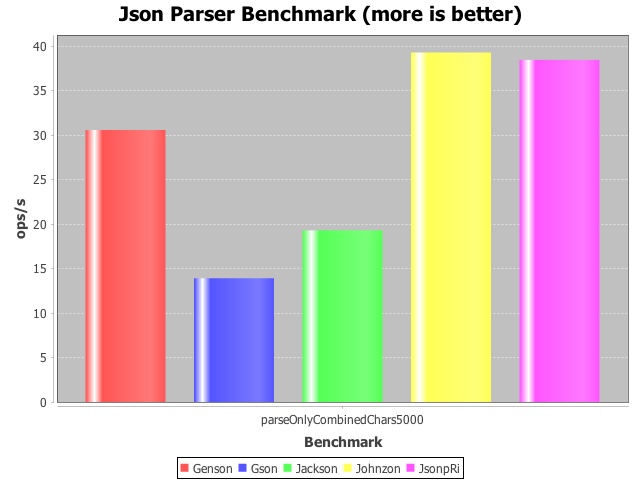 Json Parser Benchmark (more is better)
40
35
30
25
20
15
10
5
0
ops/s
parseOnlyCombinedChars5000
Benchmark
Genson Gson Jackson Johnzon JsonpRi